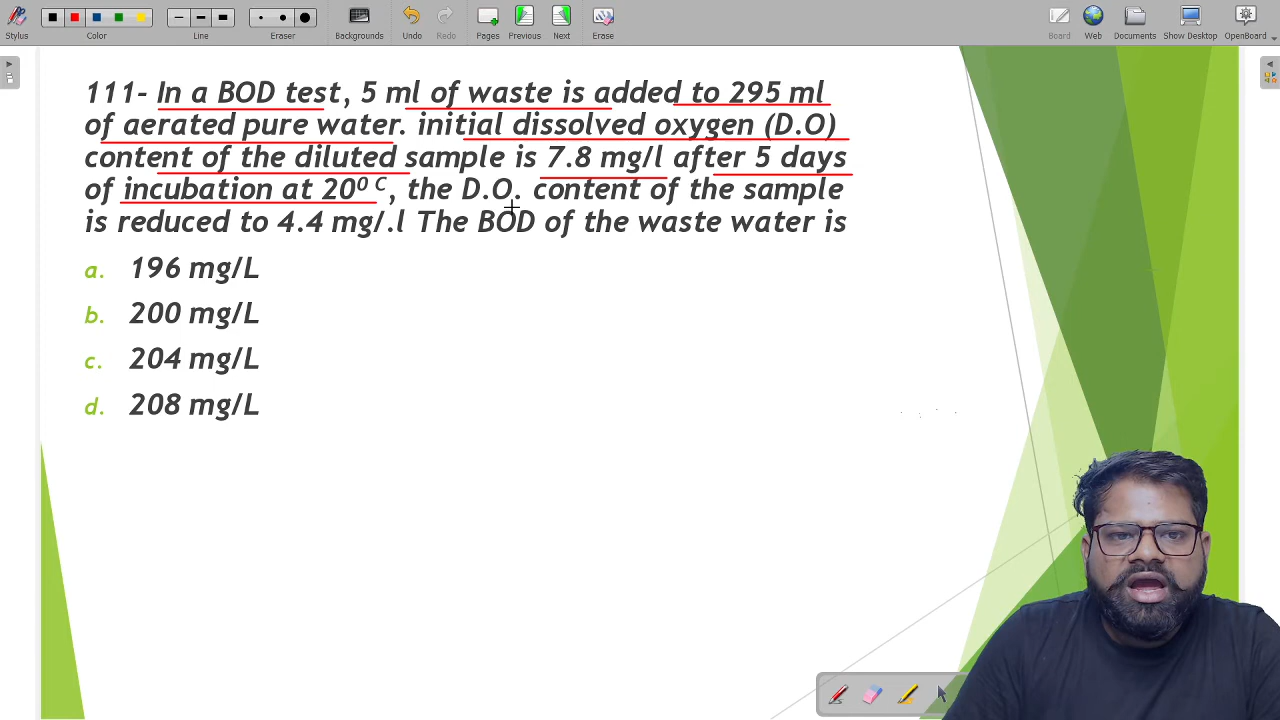 Stylus
Color
Line
Eraser
Backgrounds
Undo
Redo
Pages
Previous
Next
Erase
Board
Web
Documents
Show Desktop
OpenBoard
111- In a BOD test, 5 ml of waste is added to 295 ml
of aerated pure water. initial dissolved oxygen (D.O)
content of the diluted sample is 7.8 mg/l after 5 days
of incubation at 20⁰ ᶜ, the D.O. content of the sample
is reduced to 4.4 mg/.l The BOD of the waste water is
a. 196 mg/L
b. 200 mg/L
c. 204 mg/L
d. 208 mg/L